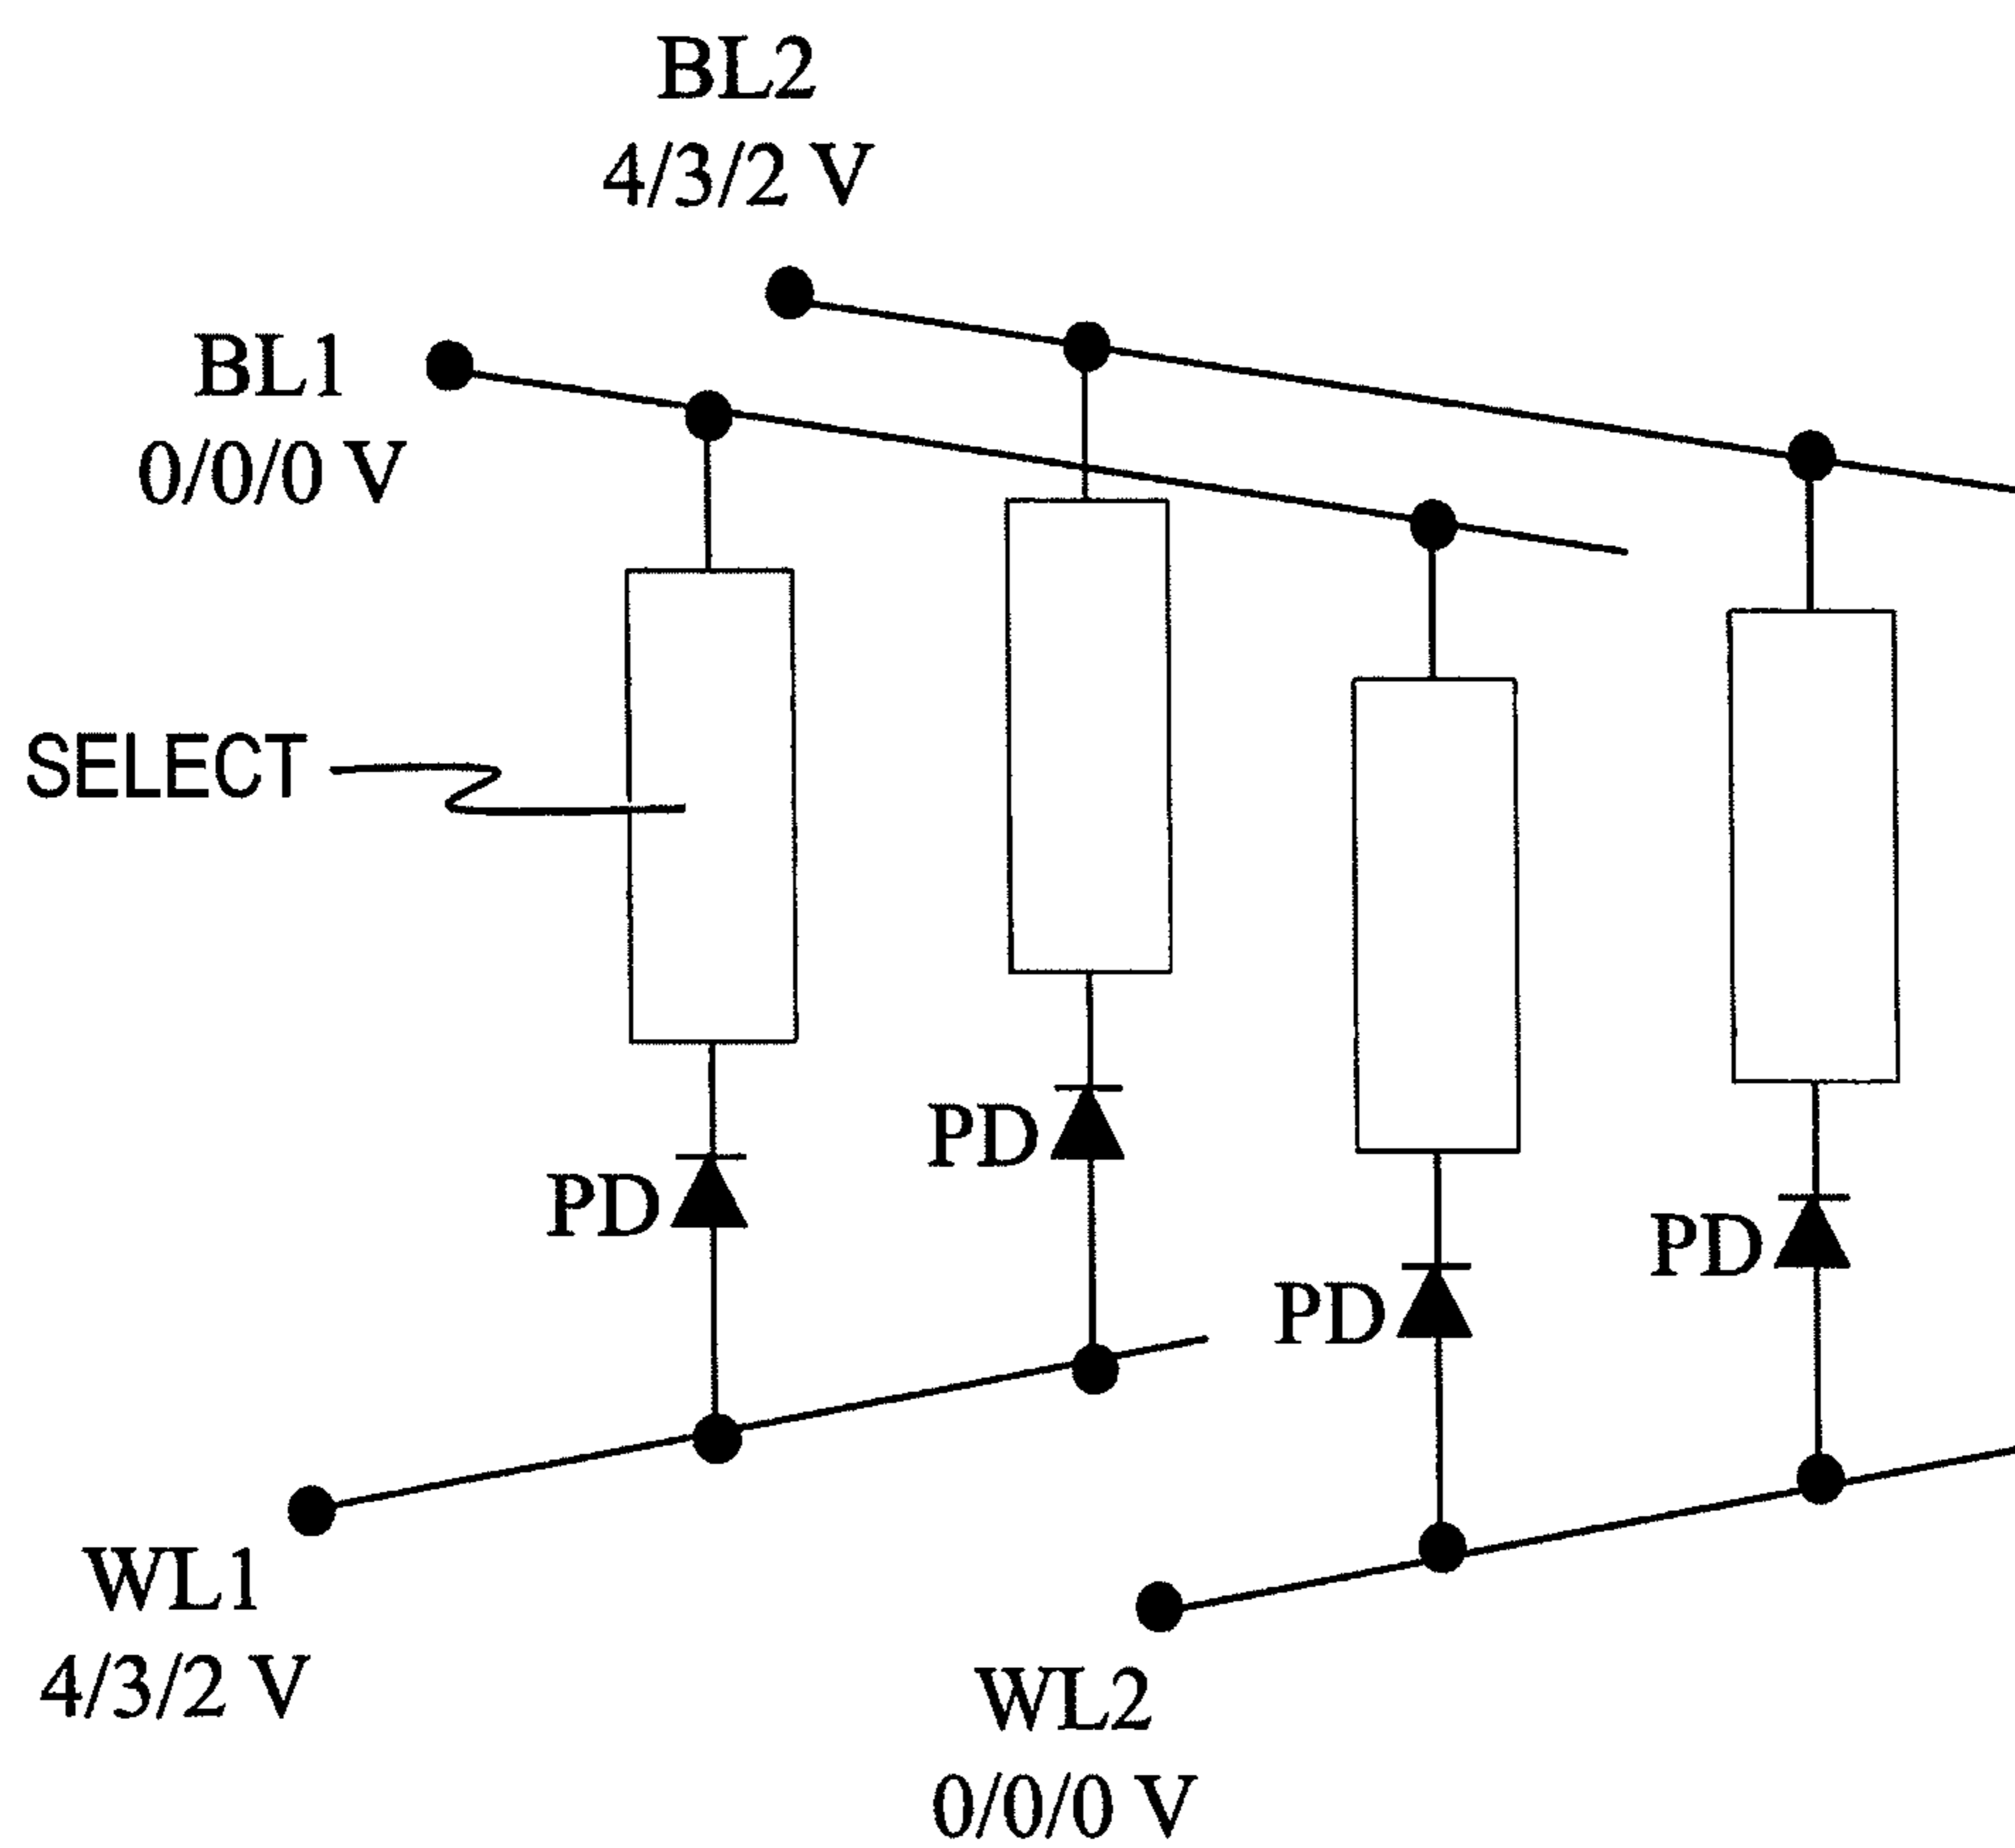 BL2
4/3/2 V
BL1
0/0/0 V
SELECT
PD
PD
PD
PD
WL1
4/3/2 V
WL2
0/0/0 V